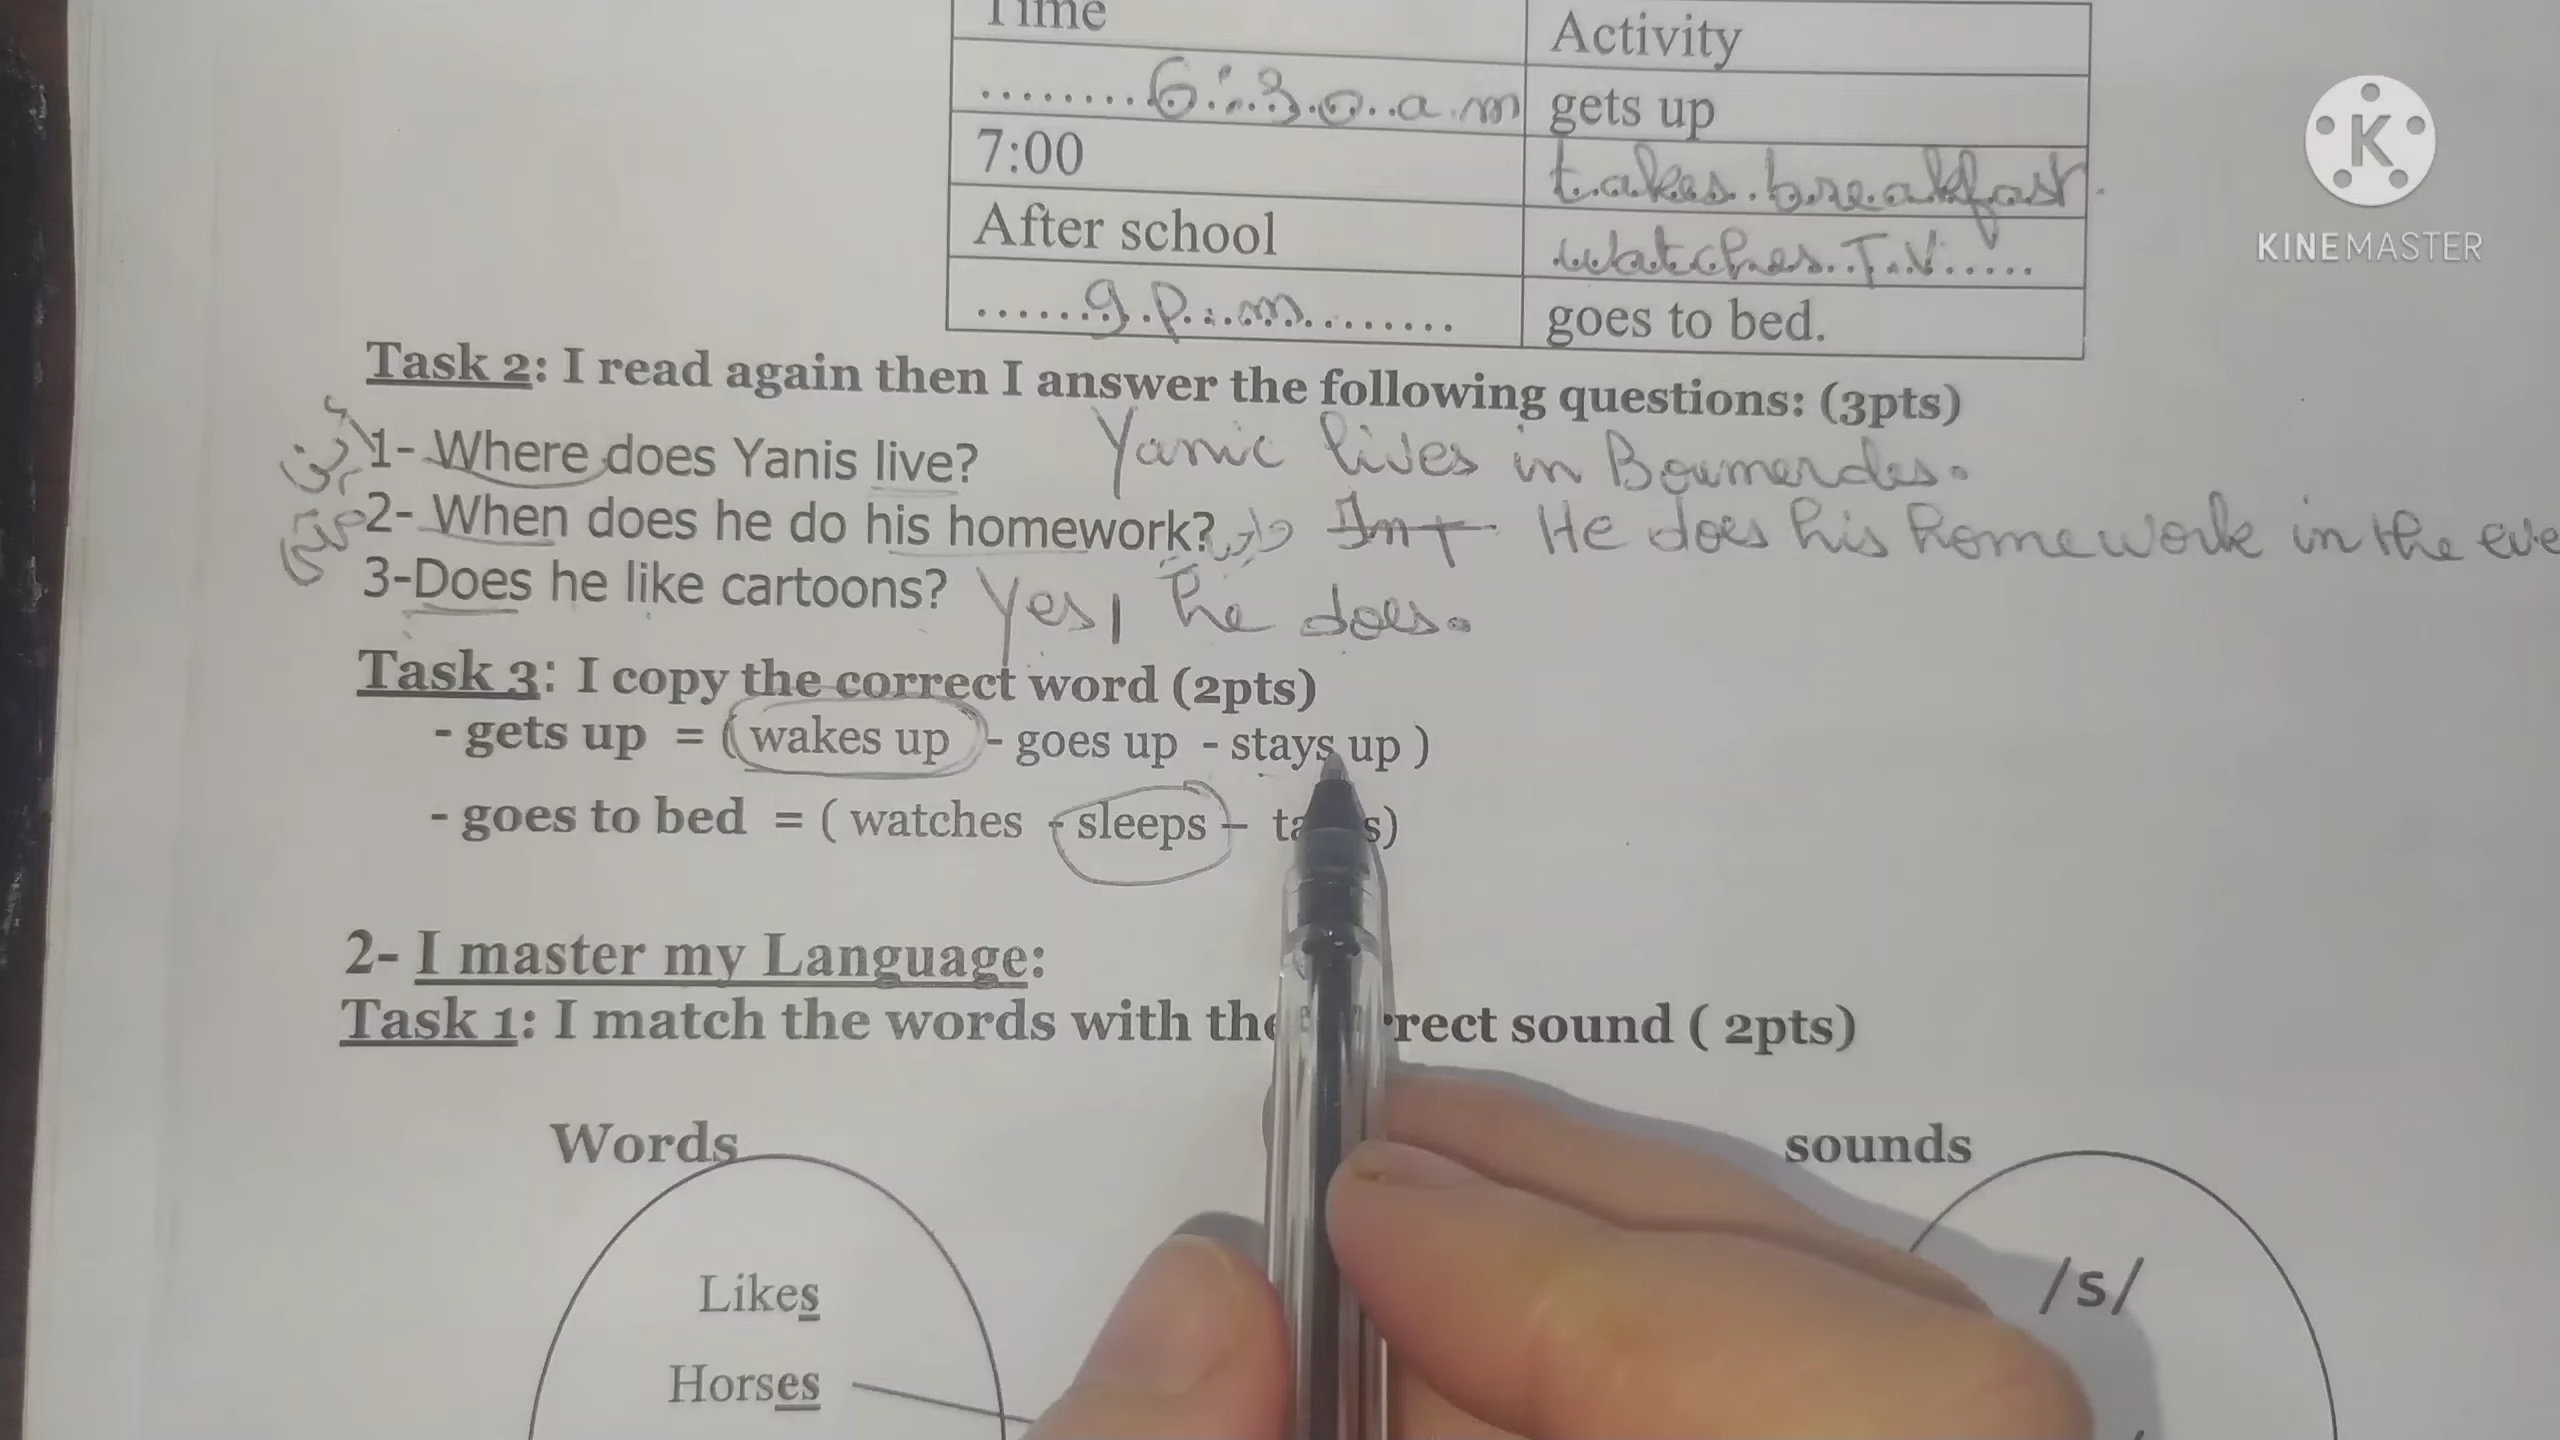 Time Activity
........6:30 a.m gets up
7:00 takes breakfast.
After school watches T.V.....
......9 p.m........ goes to bed.
K
KINEMASTER
Task 2: I read again then I answer the following questions: (3pts)
1- Where does Yanis live? Yanic lives in Boumerdes.
2- When does he do his homework? He does his homework in the eve
3-Does he like cartoons? Yes, he does.
Task 3: I copy the correct word (2pts)
- gets up = ( wakes up - goes up - stays up )
- goes to bed = ( watches - sleeps –
2- I master my Language:
Task 1: I match the words with the rect sound ( 2pts)
Words sounds
Likes /s/
Horses